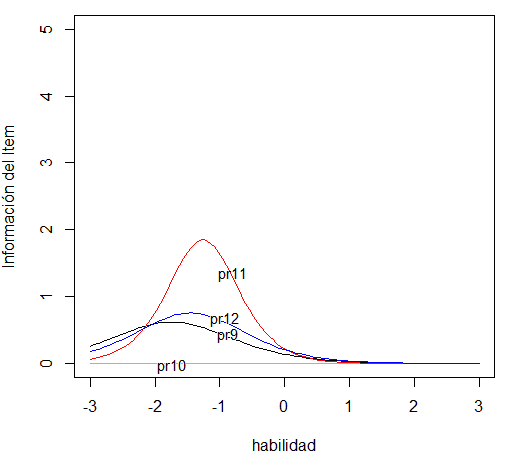 5
4
3
2
1
0
Información del Item
pr11
pr12
pr9
pr10
-3 -2 -1 0 1 2 3
habilidad